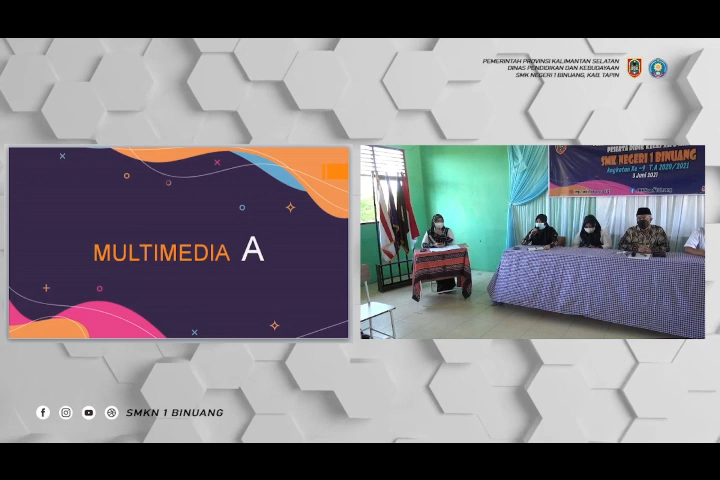 PEMERINTAH PROVINSI KALIMANTAN SELATAN
DINAS PENDIDIKAN DAN KEBUDAYAAN
SMK NEGERI 1 BINUANG, KAB. TAPIN
MULTIMEDIA A
SMK NEGERI 1 BINUANG
Angkatan Ke -9 T.A 2020/2021
3 Juni 2021
SMKN 1 BINUANG